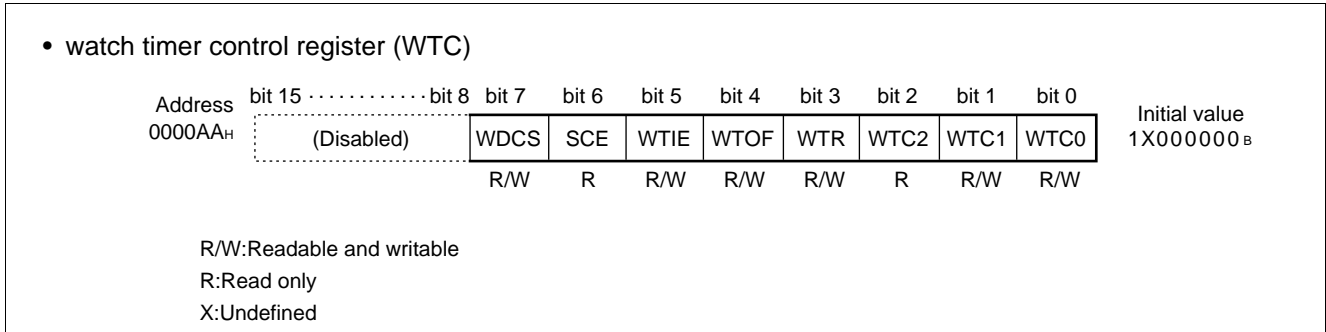 • watch timer control register (WTC)
Address bit 15 ············ bit 8 bit 7 bit 6 bit 5 bit 4 bit 3 bit 2 bit 1 bit 0 Initial value
0000AAH (Disabled) WDCS SCE WTIE WTOF WTR WTC2 WTC1 WTC0 1X000000B
R/W R R/W R/W R/W R R/W R/W
R/W:Readable and writable
R:Read only
X:Undefined